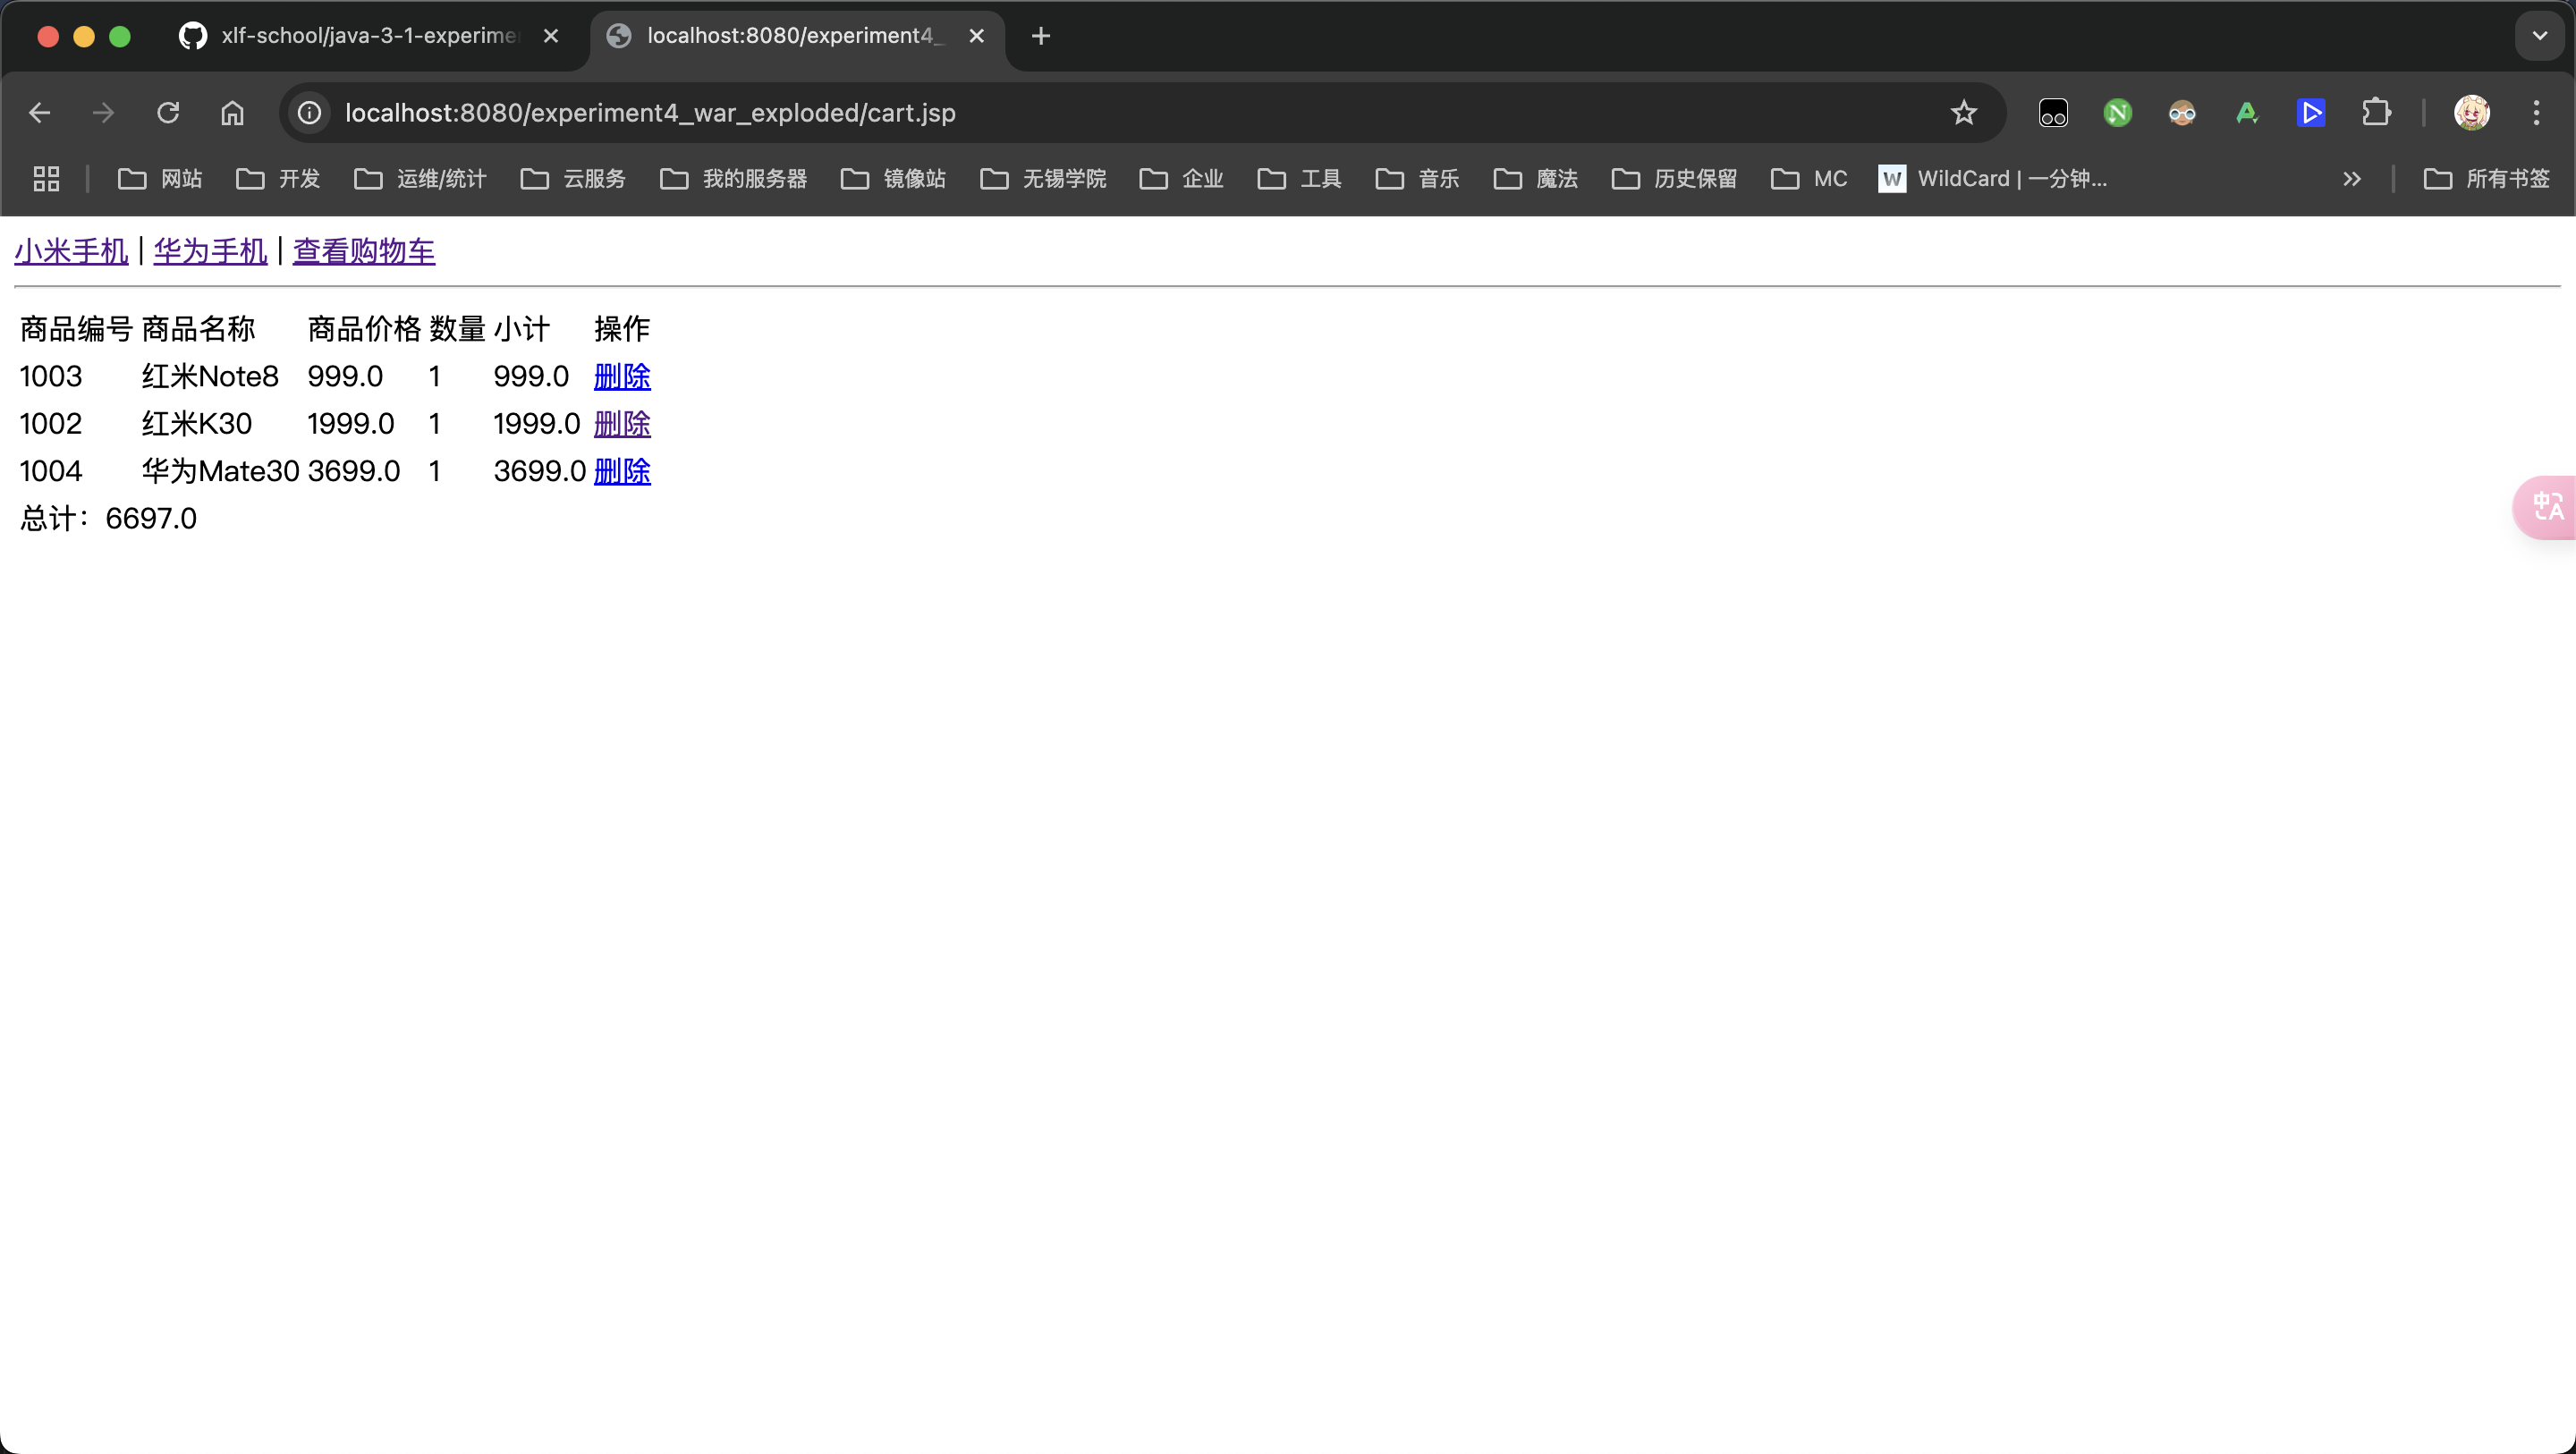 xlf-school/java-3-1-experime
localhost:8080/experiment4_
localhost:8080/experiment4_war_exploded/cart.jsp
网站 开发 运维/统计 云服务 我的服务器 镜像站 无锡学院 企业 工具 音乐 魔法 历史保留 MC W WildCard | 一分钟... 所有书签
小米手机 | 华为手机 | 查看购物车
商品编号 商品名称 商品价格 数量 小计 操作
1003 红米Note8 999.0 1 999.0 删除
1002 红米K30 1999.0 1 1999.0 删除
1004 华为Mate30 3699.0 1 3699.0 删除
总计：6697.0